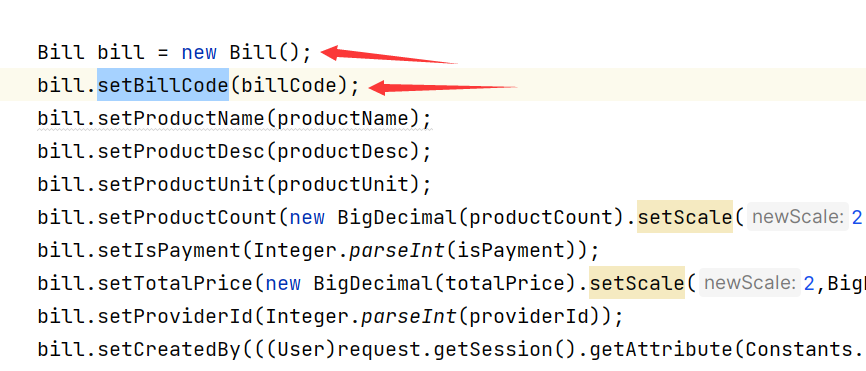 Bill bill = new Bill();
bill.setBillCode(billCode);
bill.setProductName(productName);
bill.setProductDesc(productDesc);
bill.setProductUnit(productUnit);
bill.setProductCount(new BigDecimal(productCount).setScale( newScale: 2
bill.setIsPayment(Integer.parseInt(isPayment));
bill.setTotalPrice(new BigDecimal(totalPrice).setScale( newScale: 2,BigD
bill.setProviderId(Integer.parseInt(providerId));
bill.setCreatedBy(((User)request.getSession().getAttribute(Constants.